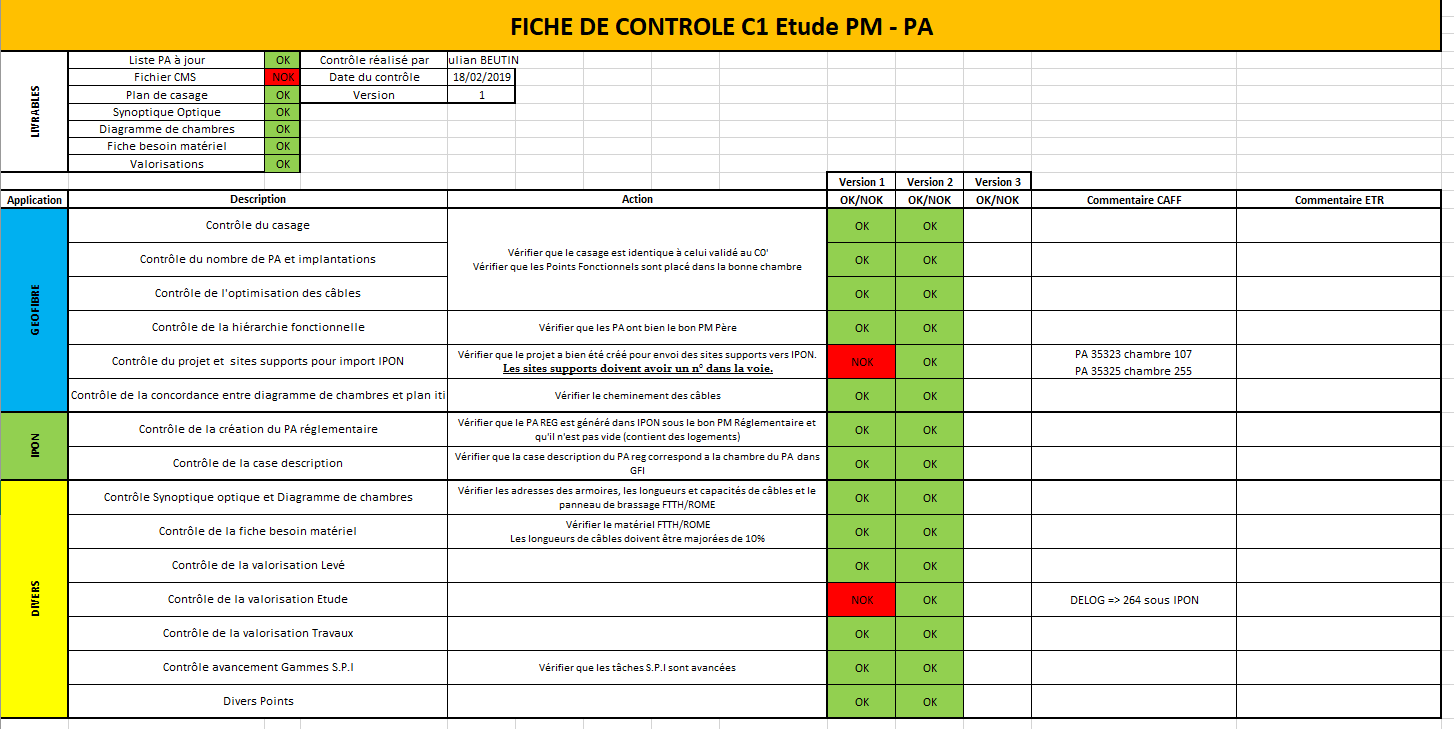 FICHE DE CONTROLE C1 Etude PM - PA
LIVRABLES
Liste PA à jour OK Contrôle réalisé par ulian BEUTIN
Fichier CMS NOK Date du contrôle 18/02/2019
Plan de casage OK Version 1
Synoptique Optique OK
Diagramme de chambres OK
Fiche besoin matériel OK
Valorisations OK
Version 1 Version 2 Version 3
Application Description Action OK/NOK OK/NOK OK/NOK Commentaire CAFF Commentaire ETR
GEOFIBRE
Contrôle du casage OK OK
Vérifier que le casage est identique à celui validé au C0'
Vérifier que les Points Fonctionnels sont placé dans la bonne chambre
Contrôle du nombre de PA et implantations OK OK
Contrôle de l'optimisation des câbles OK OK
Contrôle de la hiérarchie fonctionnelle Vérifier que les PA ont bien le bon PM Père OK OK
Contrôle du projet et sites supports pour import IPON
Vérifier que le projet a bien été créé pour envoi des sites supports vers IPON.
Les sites supports doivent avoir un n° dans la voie.
NOK OK
PA 35323 chambre 107
PA 35325 chambre 255
Contrôle de la concordance entre diagramme de chambres et plan iti Vérifier le cheminement des câbles OK OK
IPON
Contrôle de la création du PA réglementaire
Vérifier que le PA REG est généré dans IPON sous le bon PM Réglementaire et
qu'il n'est pas vide (contient des logements)
OK OK
Contrôle de la case description
Vérifier que la case description du PA reg correspond a la chambre du PA dans
GFI
OK OK
DIVERS
Contrôle Synoptique optique et Diagramme de chambres
Vérifier les adresses des armoires, les longueurs et capacités de câbles et le
panneau de brassage FTTH/ROME
OK OK
Contrôle de la fiche besoin matériel
Vérifier le matériel FTTH/ROME
Les longueurs de câbles doivent être majorées de 10%
OK OK
Contrôle de la valorisation Levé OK OK
Contrôle de la valorisation Etude NOK OK DELOG => 264 sous IPON
Contrôle de la valorisation Travaux OK OK
Contrôle avancement Gammes S.P.I Vérifier que les tâches S.P.I sont avancées OK OK
Divers Points OK OK